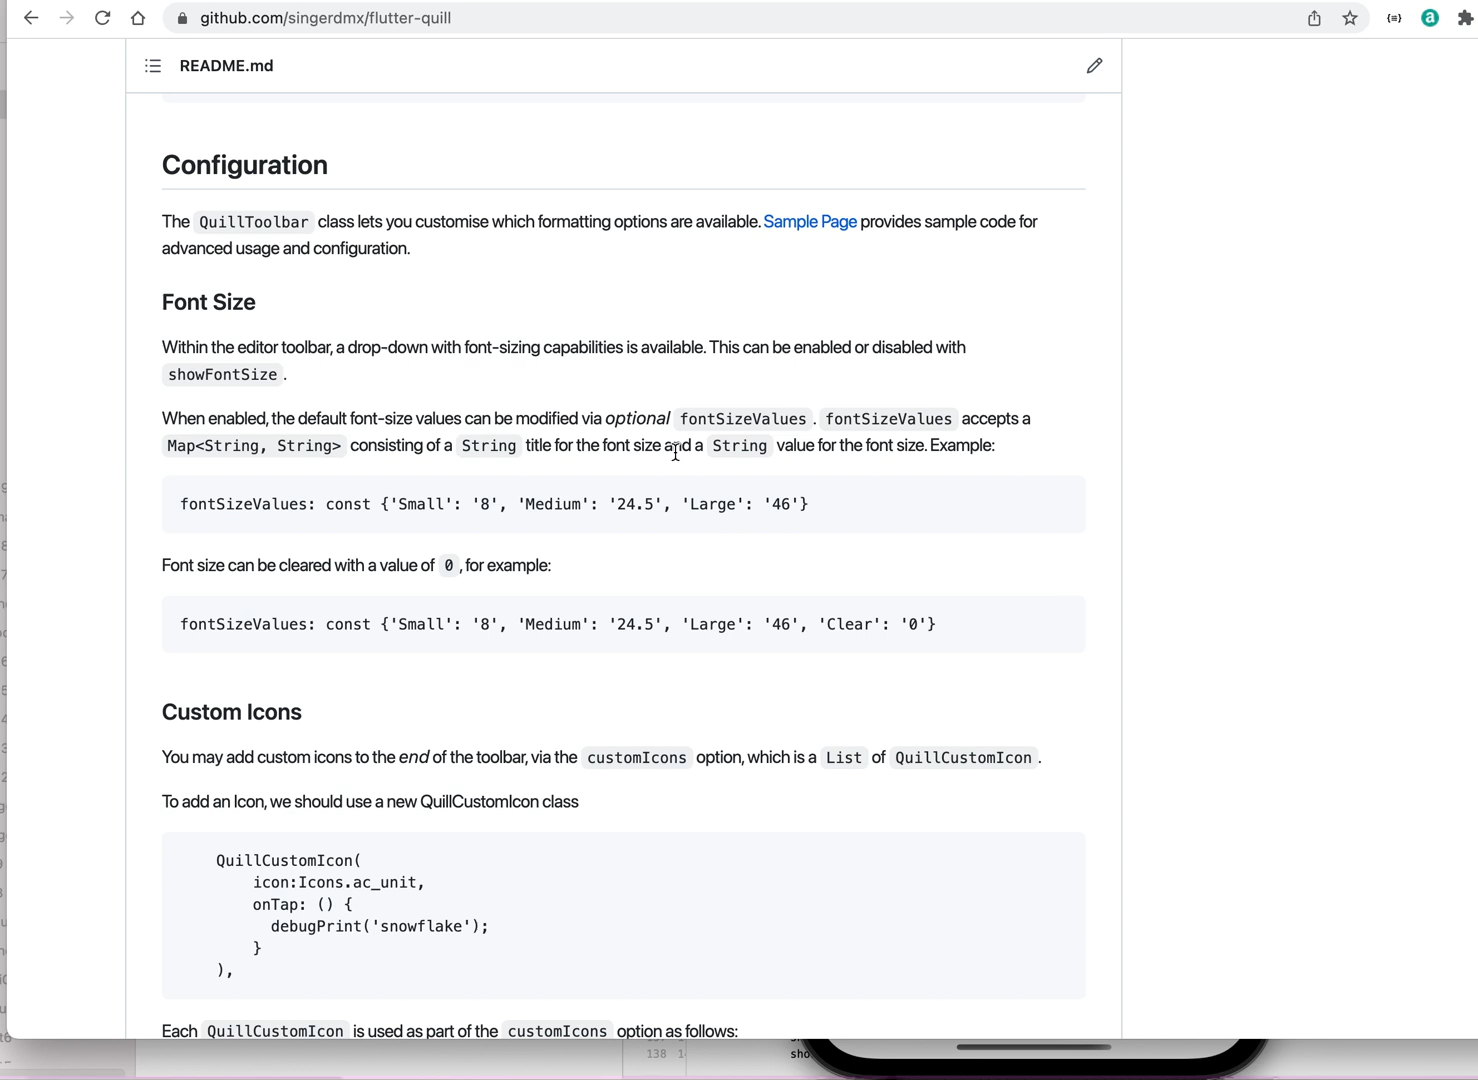 github.com/singerdmx/flutter-quill
README.md
Configuration
The QuillToolbar class lets you customise which formatting options are available. Sample Page provides sample code for
advanced usage and configuration.
Font Size
Within the editor toolbar, a drop-down with font-sizing capabilities is available. This can be enabled or disabled with
showFontSize .
When enabled, the default font-size values can be modified via optional fontSizeValues . fontSizeValues accepts a
Map<String, String> consisting of a String title for the font size and a String value for the font size. Example:
fontSizeValues: const {'Small': '8', 'Medium': '24.5', 'Large': '46'}
Font size can be cleared with a value of 0 , for example:
fontSizeValues: const {'Small': '8', 'Medium': '24.5', 'Large': '46', 'Clear': '0'}
Custom Icons
You may add custom icons to the end of the toolbar, via the customIcons option, which is a List of QuillCustomIcon .
To add an Icon, we should use a new QuillCustomIcon class
QuillCustomIcon(
icon:Icons.ac_unit,
onTap: () {
debugPrint('snowflake');
}
),
Each QuillCustomIcon is used as part of the customIcons option as follows:
138
sho